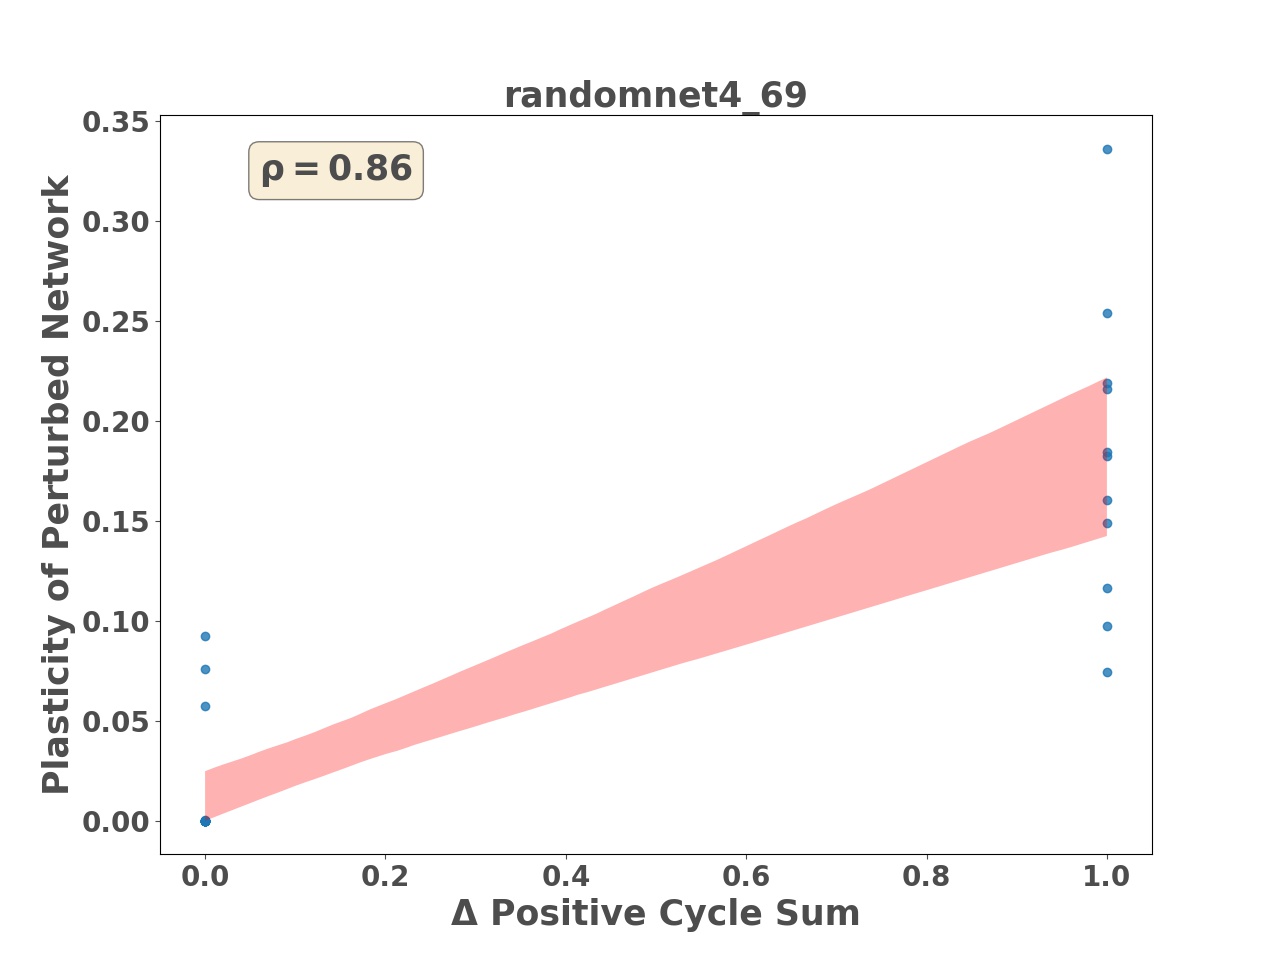 randomnet4_69
ρ = 0.86
Plasticity of Perturbed Network
0.35
0.30
0.25
0.20
0.15
0.10
0.05
0.00
0.0 0.2 0.4 0.6 0.8 1.0
Δ Positive Cycle Sum